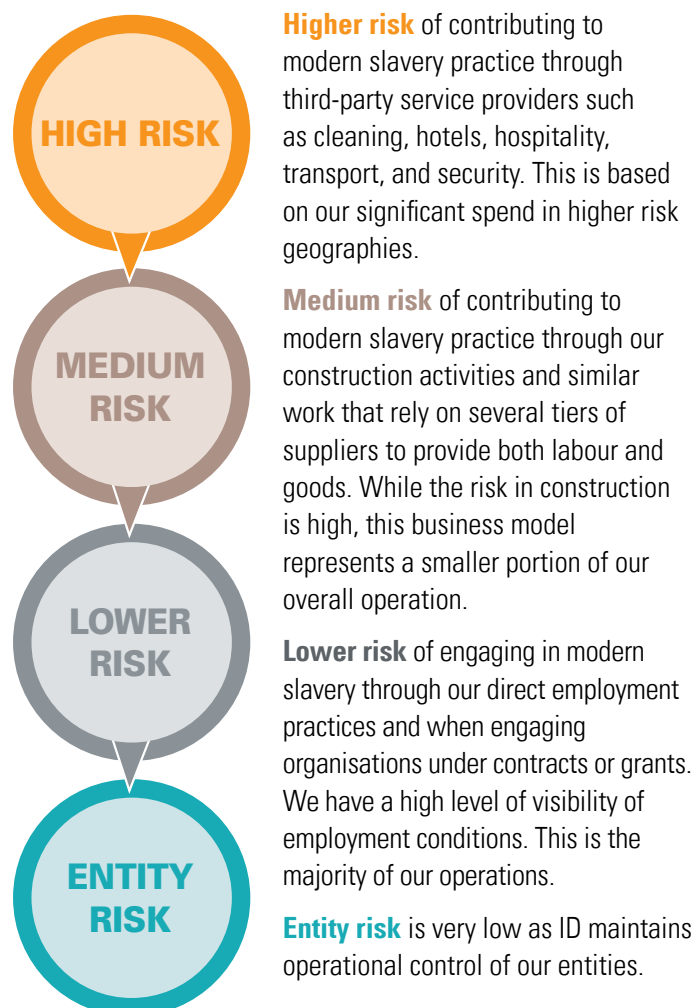 HIGH RISK
Higher risk of contributing to
modern slavery practice through
third-party service providers such
as cleaning, hotels, hospitality,
transport, and security. This is based
on our significant spend in higher risk
geographies.
MEDIUM
RISK
Medium risk of contributing to
modern slavery practice through our
construction activities and similar
work that rely on several tiers of
suppliers to provide both labour and
goods. While the risk in construction
is high, this business model
represents a smaller portion of our
overall operation.
LOWER
RISK
Lower risk of engaging in modern
slavery through our direct employment
practices and when engaging
organisations under contracts or grants.
We have a high level of visibility of
employment conditions. This is the
majority of our operations.
ENTITY
RISK
Entity risk is very low as ID maintains
operational control of our entities.